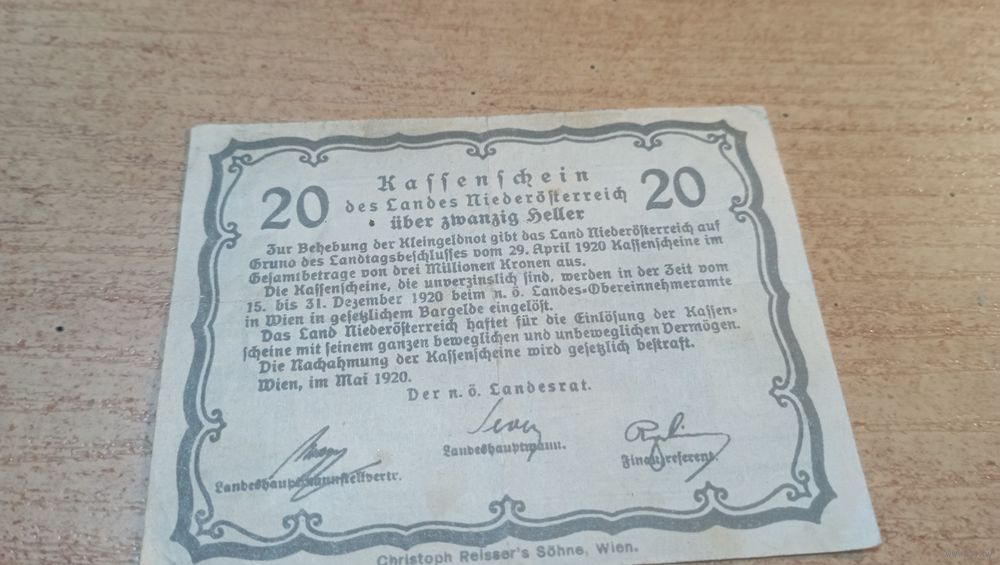 20 Kassenschein 20
des Landes Niederösterreich
über zwanzig Heller
Zur Behebung der Kleingeldnot gibt das Land Niederösterreich auf
Grund des Landtagsbeschlusses vom 29. April 1920 Kassenscheine im
Gesamtbetrage von drei Millionen Kronen aus.
Die Kassenscheine, die unverzinslich sind, werden in der Zeit vom
15. bis 31. Dezember 1920 beim n. ö. Landes-Obereinnehmeramte
in Wien in gesetzlichem Bargelde eingelöst.
Das Land Niederösterreich haftet für die Einlösung der Kassen-
scheine mit seinem ganzen beweglichen und unbeweglichen Vermögen.
Die Nachahmung der Kassenscheine wird gesetzlich bestraft.
Wien, im Mai 1920.
Der n. ö. Landesrat.
Landeshauptmann.
Landeshauptmannstellvertr.
Finanzreferent.
Christoph Reisser's Söhne, Wien.